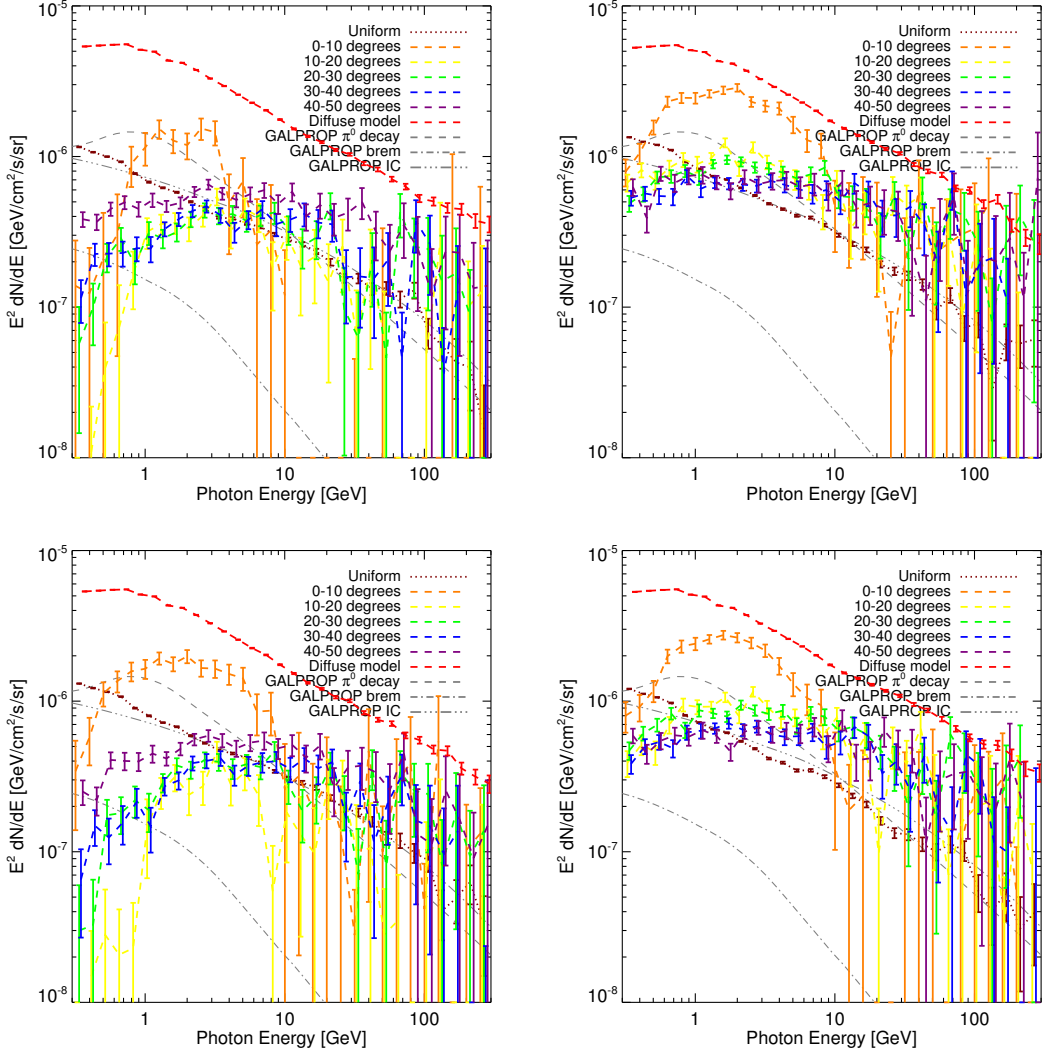 10^-5
10^-6
10^-7
10^-8
E^2 dN/dE [GeV/cm^2/s/sr]
Uniform
0-10 degrees
10-20 degrees
20-30 degrees
30-40 degrees
40-50 degrees
Diffuse model
GALPROP π^0 decay
GALPROP brem
GALPROP IC
1 10 100
Photon Energy [GeV]
10^-5
10^-6
10^-7
10^-8
E^2 dN/dE [GeV/cm^2/s/sr]
Uniform
0-10 degrees
10-20 degrees
20-30 degrees
30-40 degrees
40-50 degrees
Diffuse model
GALPROP π^0 decay
GALPROP brem
GALPROP IC
1 10 100
Photon Energy [GeV]
10^-5
10^-6
10^-7
10^-8
E^2 dN/dE [GeV/cm^2/s/sr]
Uniform
0-10 degrees
10-20 degrees
20-30 degrees
30-40 degrees
40-50 degrees
Diffuse model
GALPROP π^0 decay
GALPROP brem
GALPROP IC
1 10 100
Photon Energy [GeV]
10^-5
10^-6
10^-7
10^-8
E^2 dN/dE [GeV/cm^2/s/sr]
Uniform
0-10 degrees
10-20 degrees
20-30 degrees
30-40 degrees
40-50 degrees
Diffuse model
GALPROP π^0 decay
GALPROP brem
GALPROP IC
1 10 100
Photon Energy [GeV]